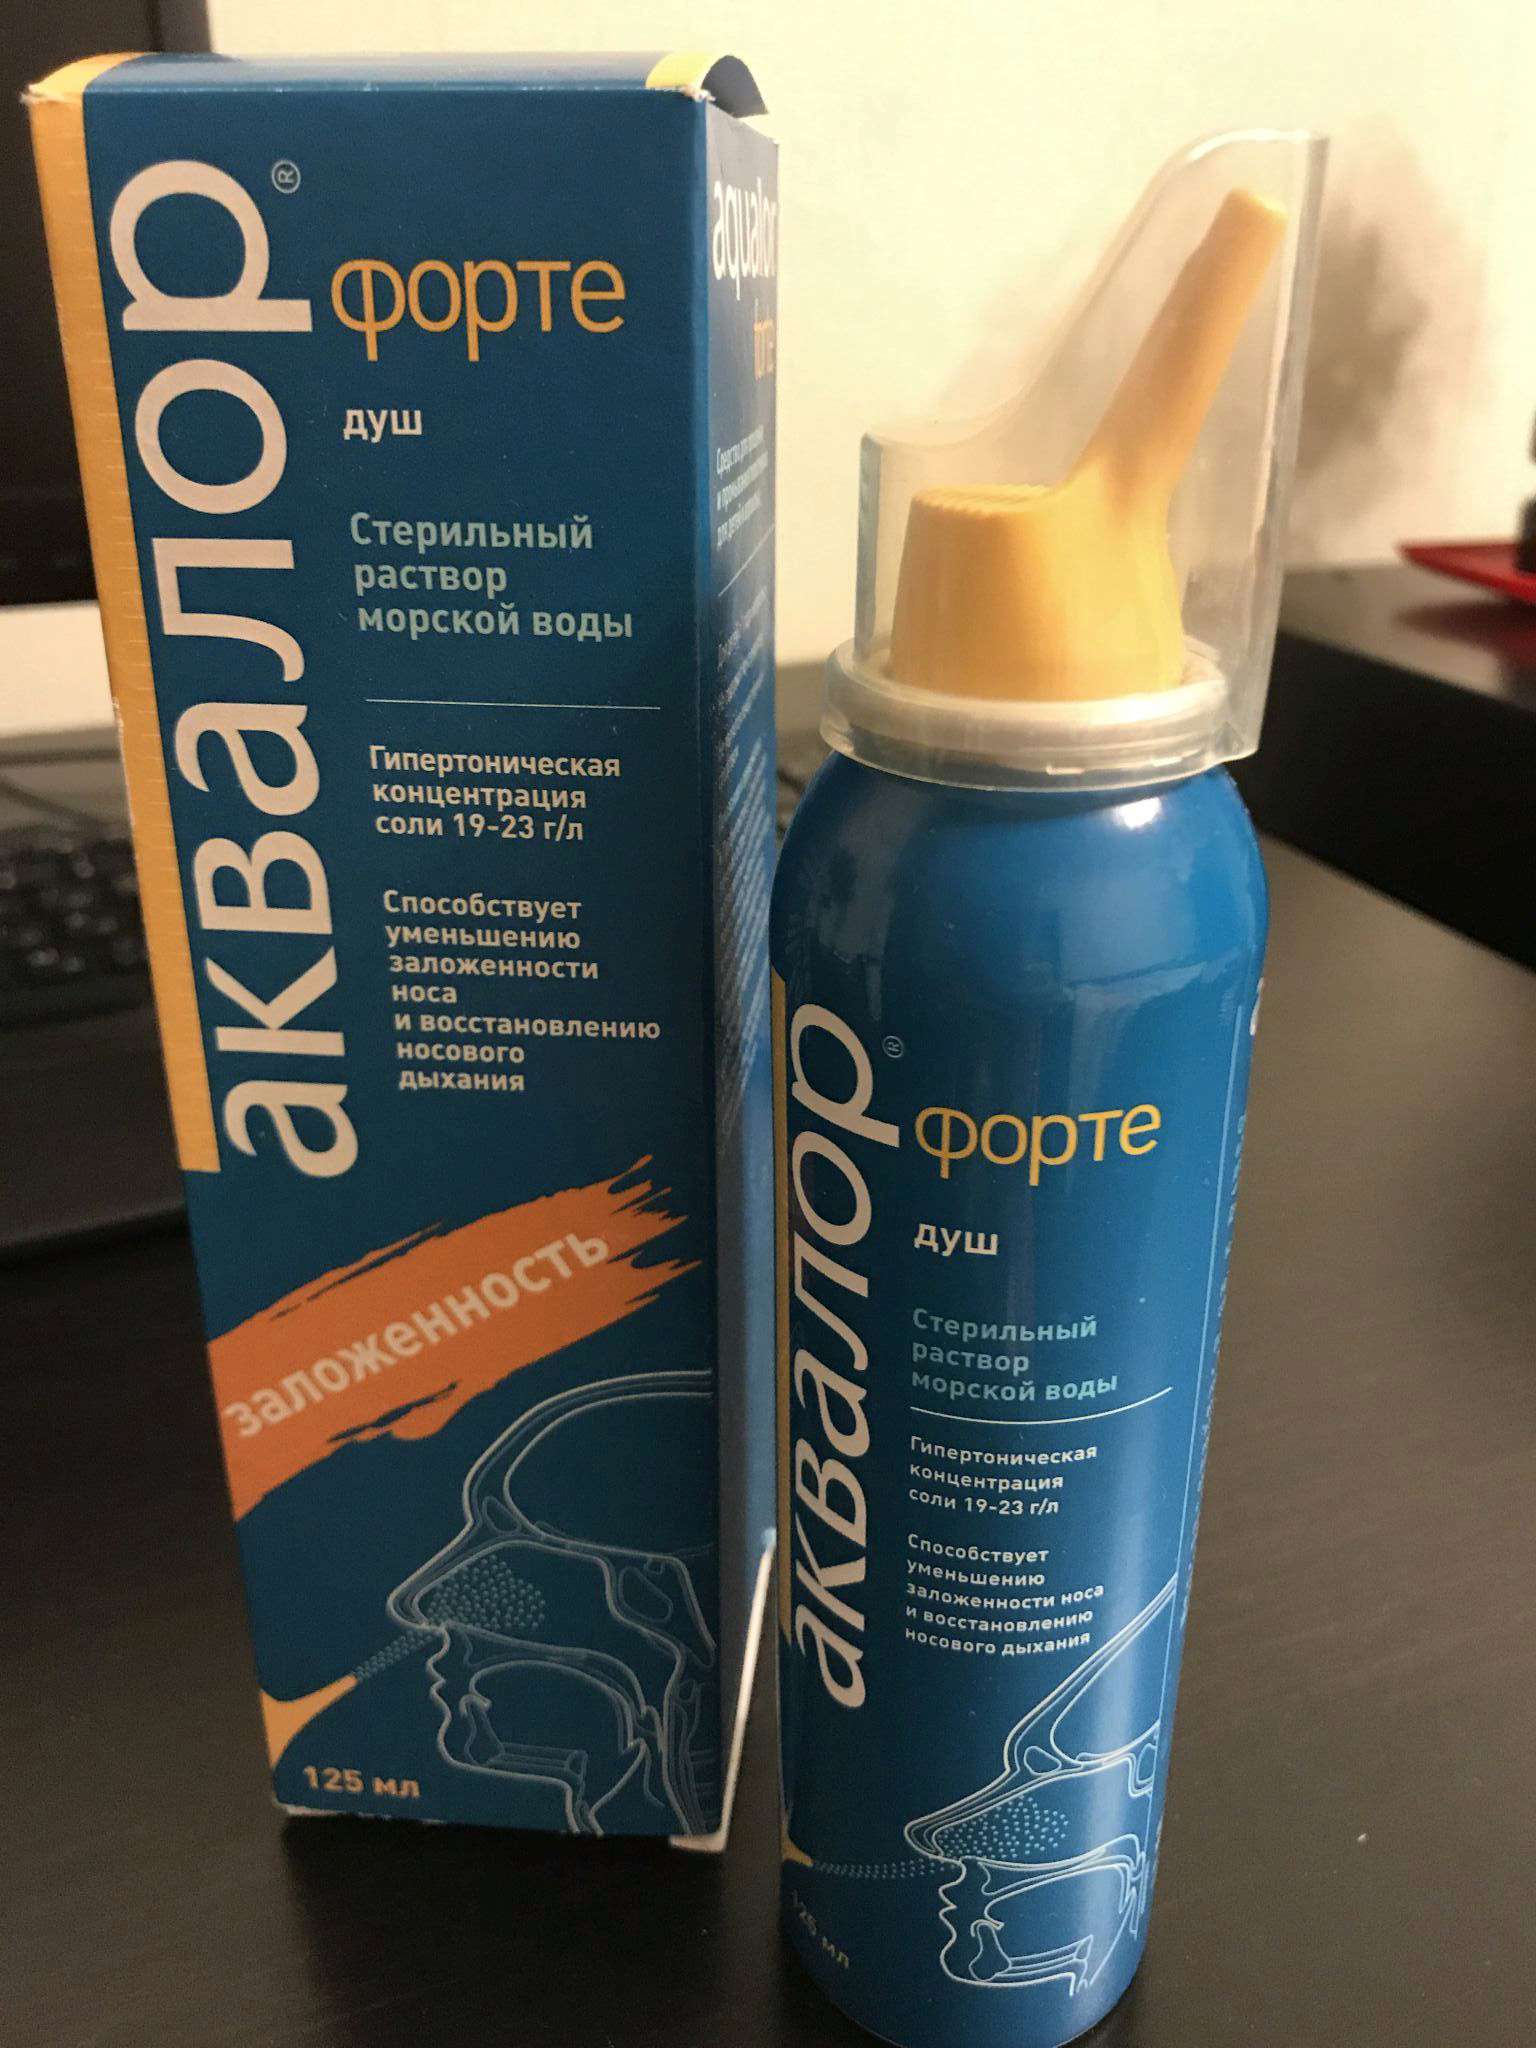 аквалор®
форте
душ
Стерильный
раствор
морской воды
Гипертоническая
концентрация
соли 19-23 г/л
Способствует
уменьшению
заложенности
носа
и восстановлению
носового
дыхания
заложенность
125 мл
aqualor
forte
аквалор®
форте
душ
Стерильный
раствор
морской воды
Гипертоническая
концентрация
соли 19-23 г/л
Способствует
уменьшению
заложенности носа
и восстановлению
носового дыхания
125 мл